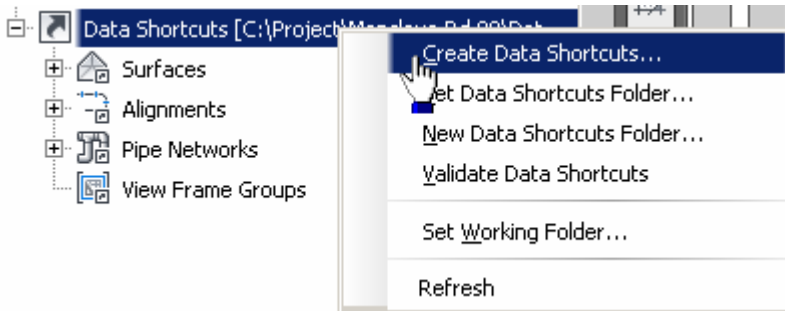 Data Shortcuts [C:\Project\
Create Data Shortcuts...
Surfaces
Data Shortcuts Folder...
Alignments
New Data Shortcuts Folder...
Pipe Networks
Validate Data Shortcuts
View Frame Groups
Set Working Folder...
Refresh